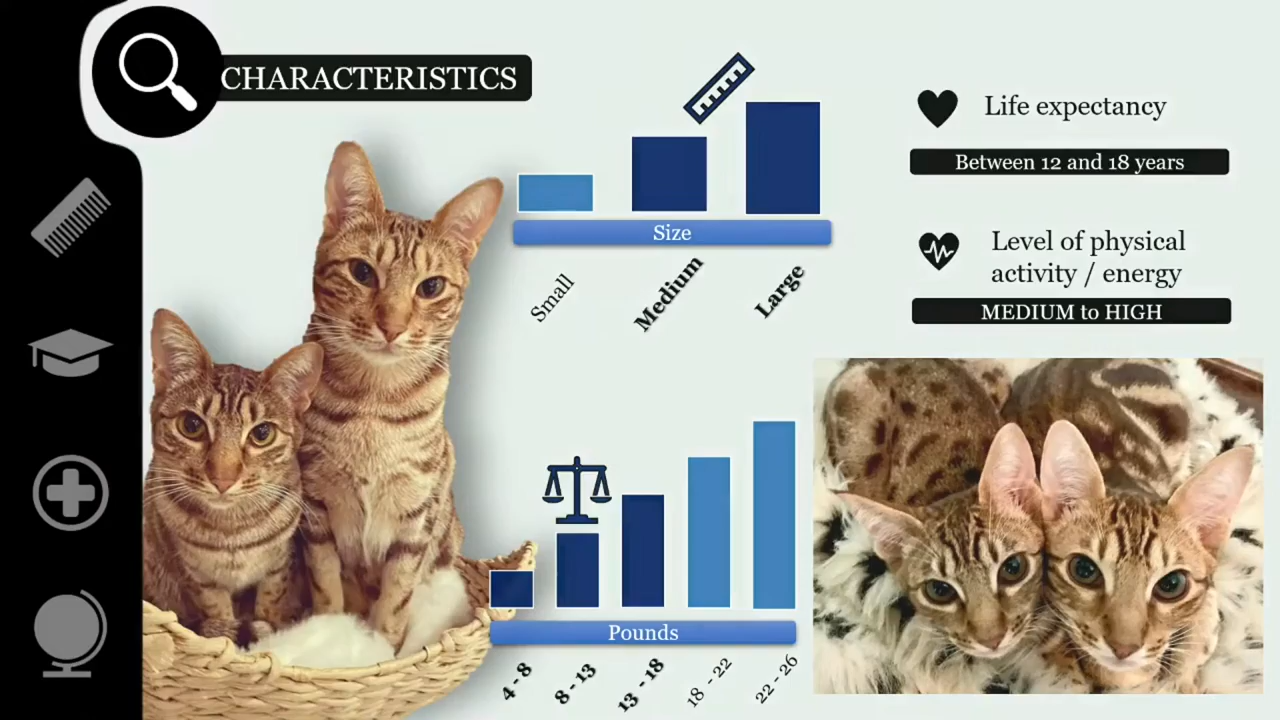 CHARACTERISTICS
Size
Small
Medium
Large
Life expectancy
Between 12 and 18 years
Level of physical
activity / energy
MEDIUM to HIGH
Pounds
4 - 8
8 - 13
13 - 18
18 - 22
22 - 26